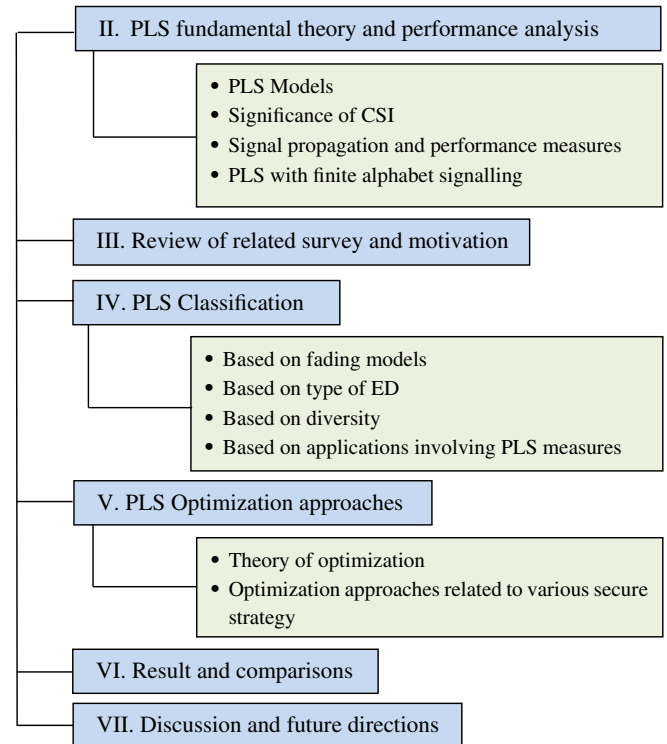 II. PLS fundamental theory and performance analysis
• PLS Models
• Significance of CSI
• Signal propagation and performance measures
• PLS with finite alphabet signalling
III. Review of related survey and motivation
IV. PLS Classification
• Based on fading models
• Based on type of ED
• Based on diversity
• Based on applications involving PLS measures
V. PLS Optimization approaches
• Theory of optimization
• Optimization approaches related to various secure
strategy
VI. Result and comparisons
VII. Discussion and future directions